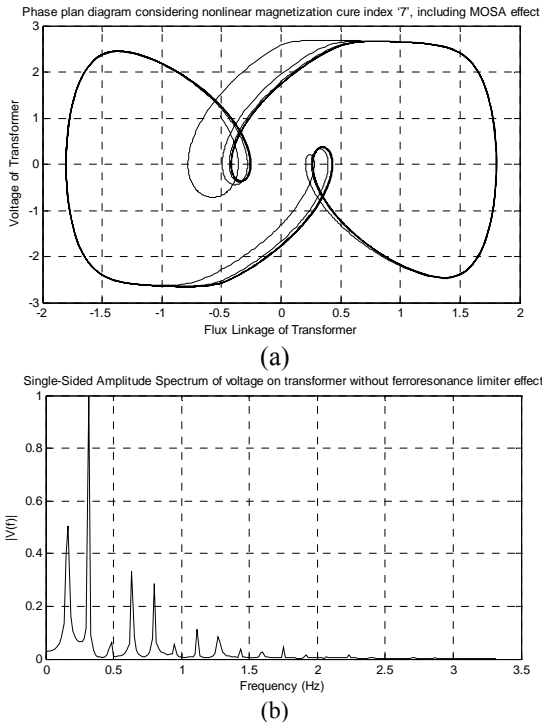 Phase plan diagram considering nonlinear magnetization cure index ‘7’, including MOSA effect
3
2
1
0
-1
-2
-3
Voltage of Transformer
-2 -1.5 -1 -0.5 0 0.5 1 1.5 2
Flux Linkage of Transformer
(a)
Single-Sided Amplitude Spectrum of voltage on transformer without ferroresonance limiter effect
1
0.8
0.6
0.4
0.2
0
|V(f)|
0 0.5 1 1.5 2 2.5 3 3.5
Frequency (Hz)
(b)